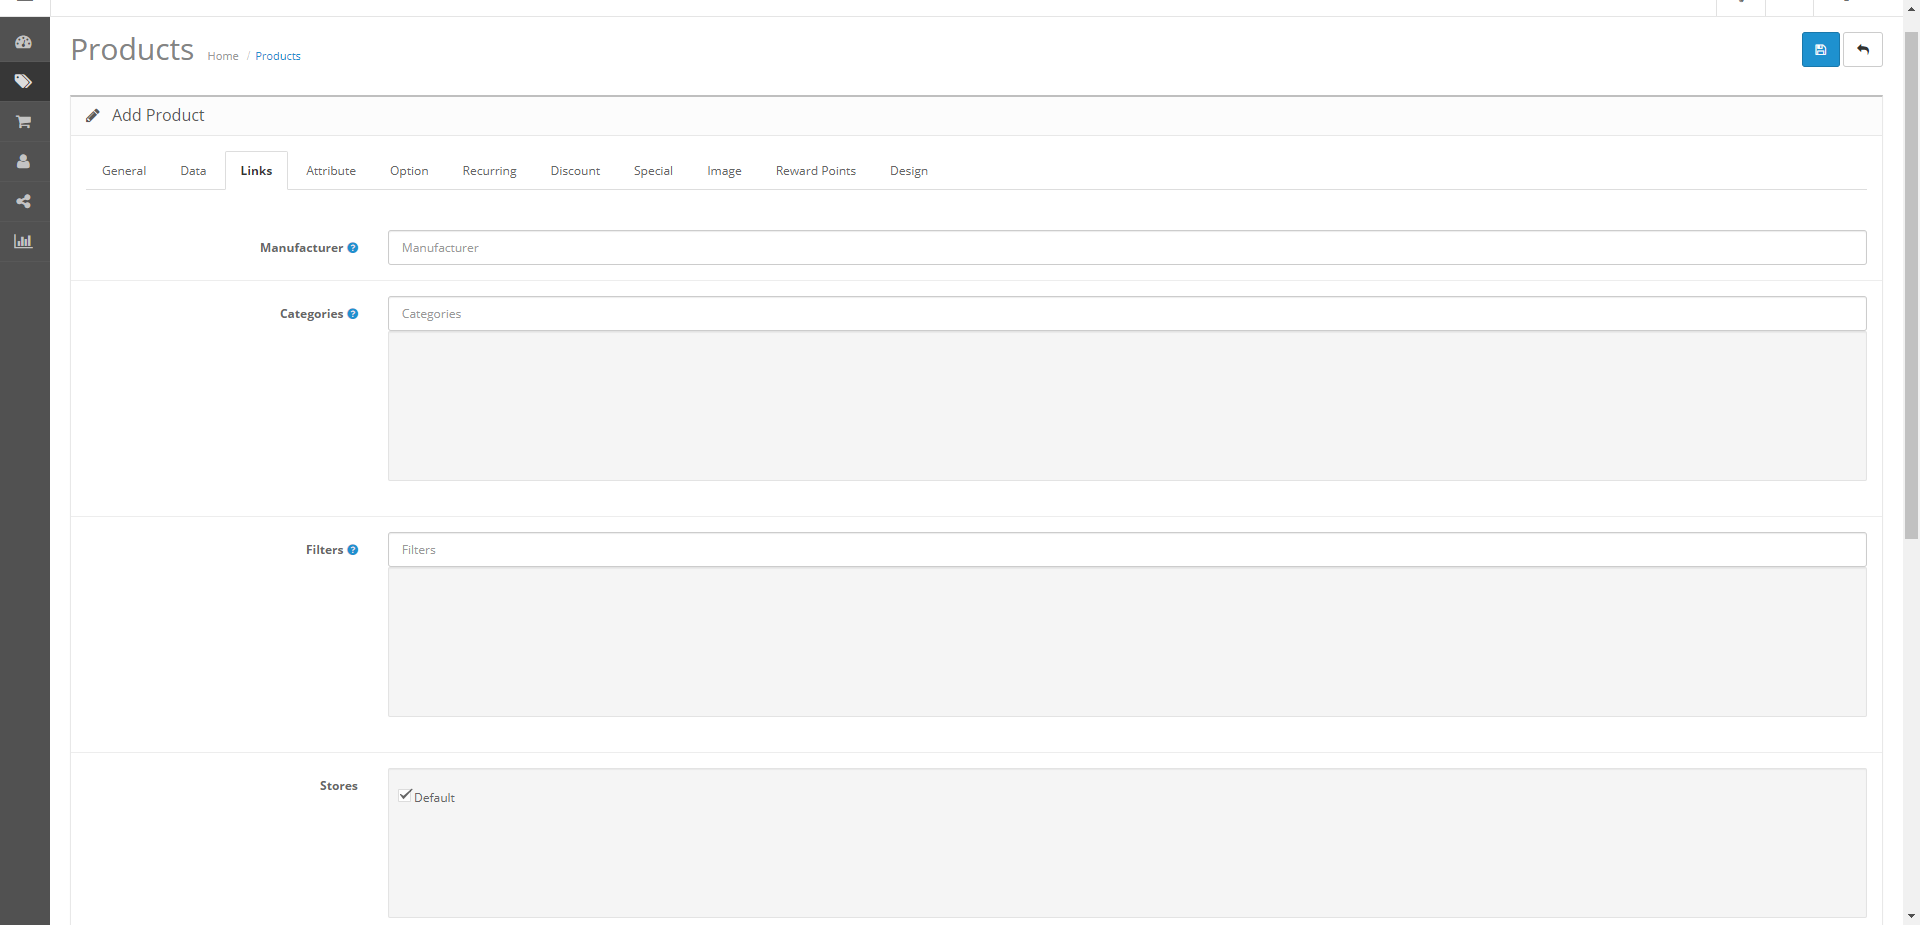 Products Home / Products
Add Product
General Data Links Attribute Option Recurring Discount Special Image Reward Points Design
Manufacturer ? Manufacturer
Categories ? Categories
Filters ? Filters
Stores
Default